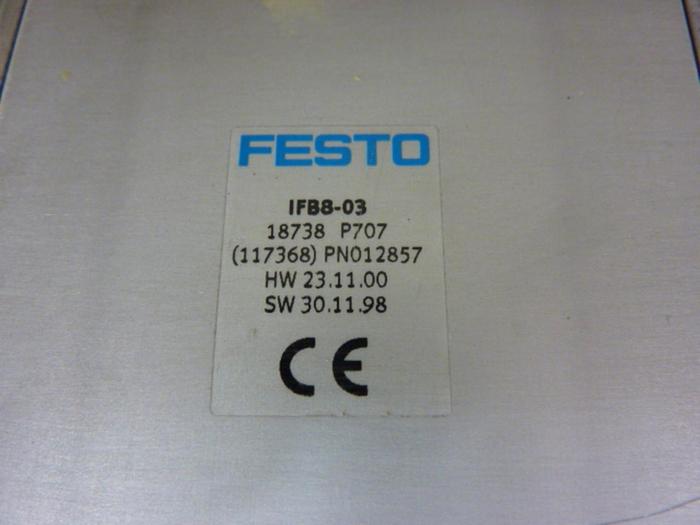 FESTO
IFB8-03
18738 P707
(117368) PN012857
HW 23.11.00
SW 30.11.98
CE